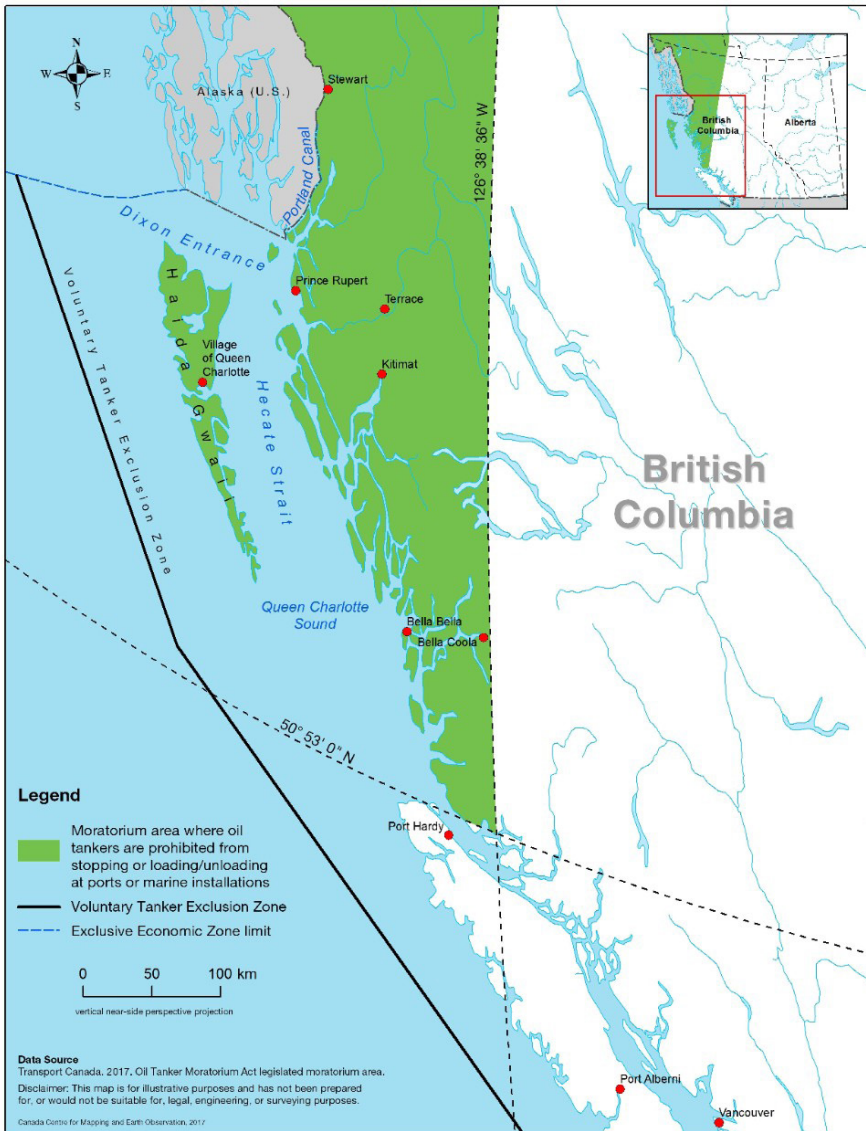 N
W
E
S
Alaska (U.S.)
Stewart
Portland Canal
126° 38' 36" W
British
Columbia
Alberta
Dixon Entrance
Voluntary Tanker Exclusion Zone
Haida Gwaii
Prince Rupert
Terrace
Village
of Queen
Charlotte
Kitimat
Hecate Strait
British
Columbia
Queen Charlotte
Sound
Bella Bella
Bella Coola
50° 53' 0" N
Port Hardy
Legend
Moratorium area where oil
tankers are prohibited from
stopping or loading/unloading
at ports or marine installations
Voluntary Tanker Exclusion Zone
Exclusive Economic Zone limit
0 50 100 km
vertical near-side perspective projection
Data Source
Transport Canada. 2017. Oil Tanker Moratorium Act legislated moratorium area.
Disclaimer: This map is for illustrative purposes and has not been prepared
for, or would not be suitable for, legal, engineering, or surveying purposes.
Canada Centre for Mapping and Earth Observation. 2017
Port Alberni
Vancouver